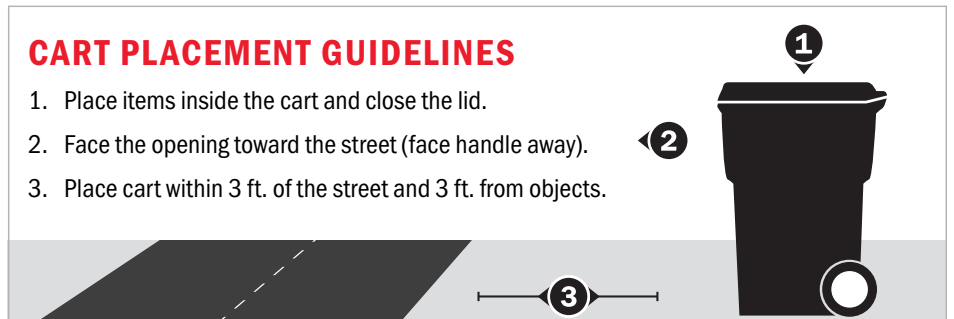 CART PLACEMENT GUIDELINES
1. Place items inside the cart and close the lid.
2. Face the opening toward the street (face handle away).
3. Place cart within 3 ft. of the street and 3 ft. from objects.
1
2
3